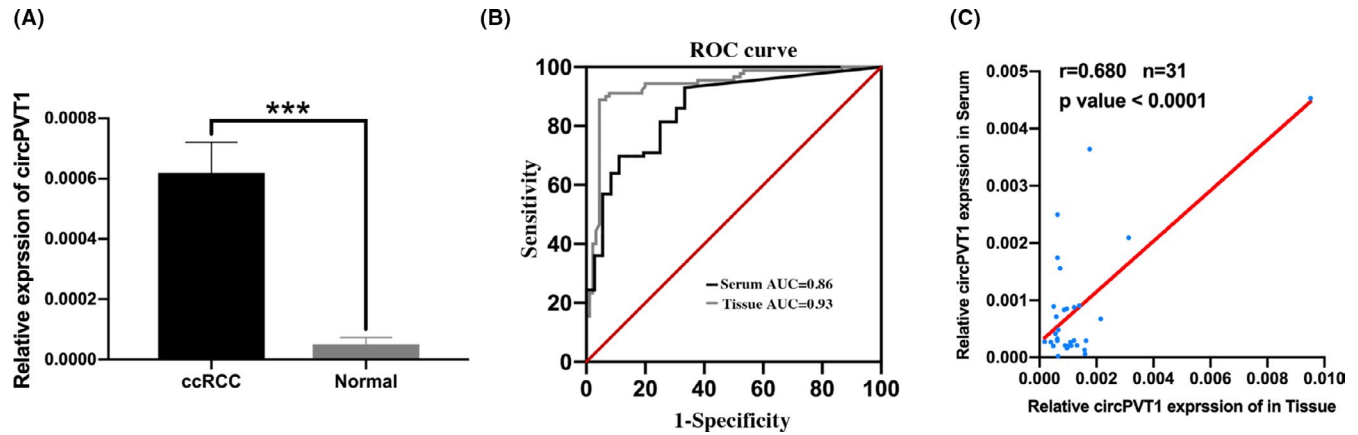 (A)
Relative exprssion of circPVT1
0.0008
0.0006
0.0004
0.0002
0.0000
***
ccRCC
Normal
(B)
ROC curve
Sensitivity
100
80
60
40
20
0
Serum AUC=0.86
Tissue AUC=0.93
0
20
40
60
80
100
1-Specificity
(C)
r=0.680 n=31
p value < 0.0001
Relative circPVT1 exprssion in Serum
0.005
0.004
0.003
0.002
0.001
0.000
0.000
0.002
0.004
0.006
0.008
0.010
Relative circPVT1 exprssion of in Tissue